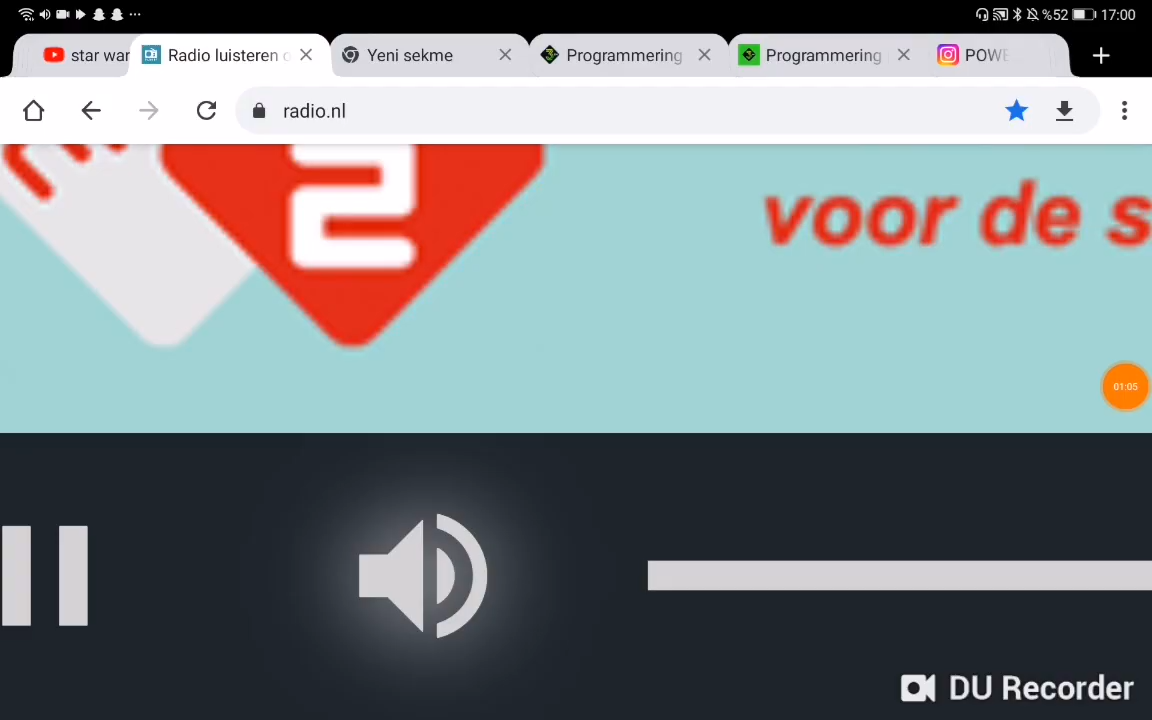 %52 17:00
star war
Radio luisteren o
Yeni sekme
Programmering
Programmering
POWE
radio.nl
2
voor de s
01:05
DU Recorder